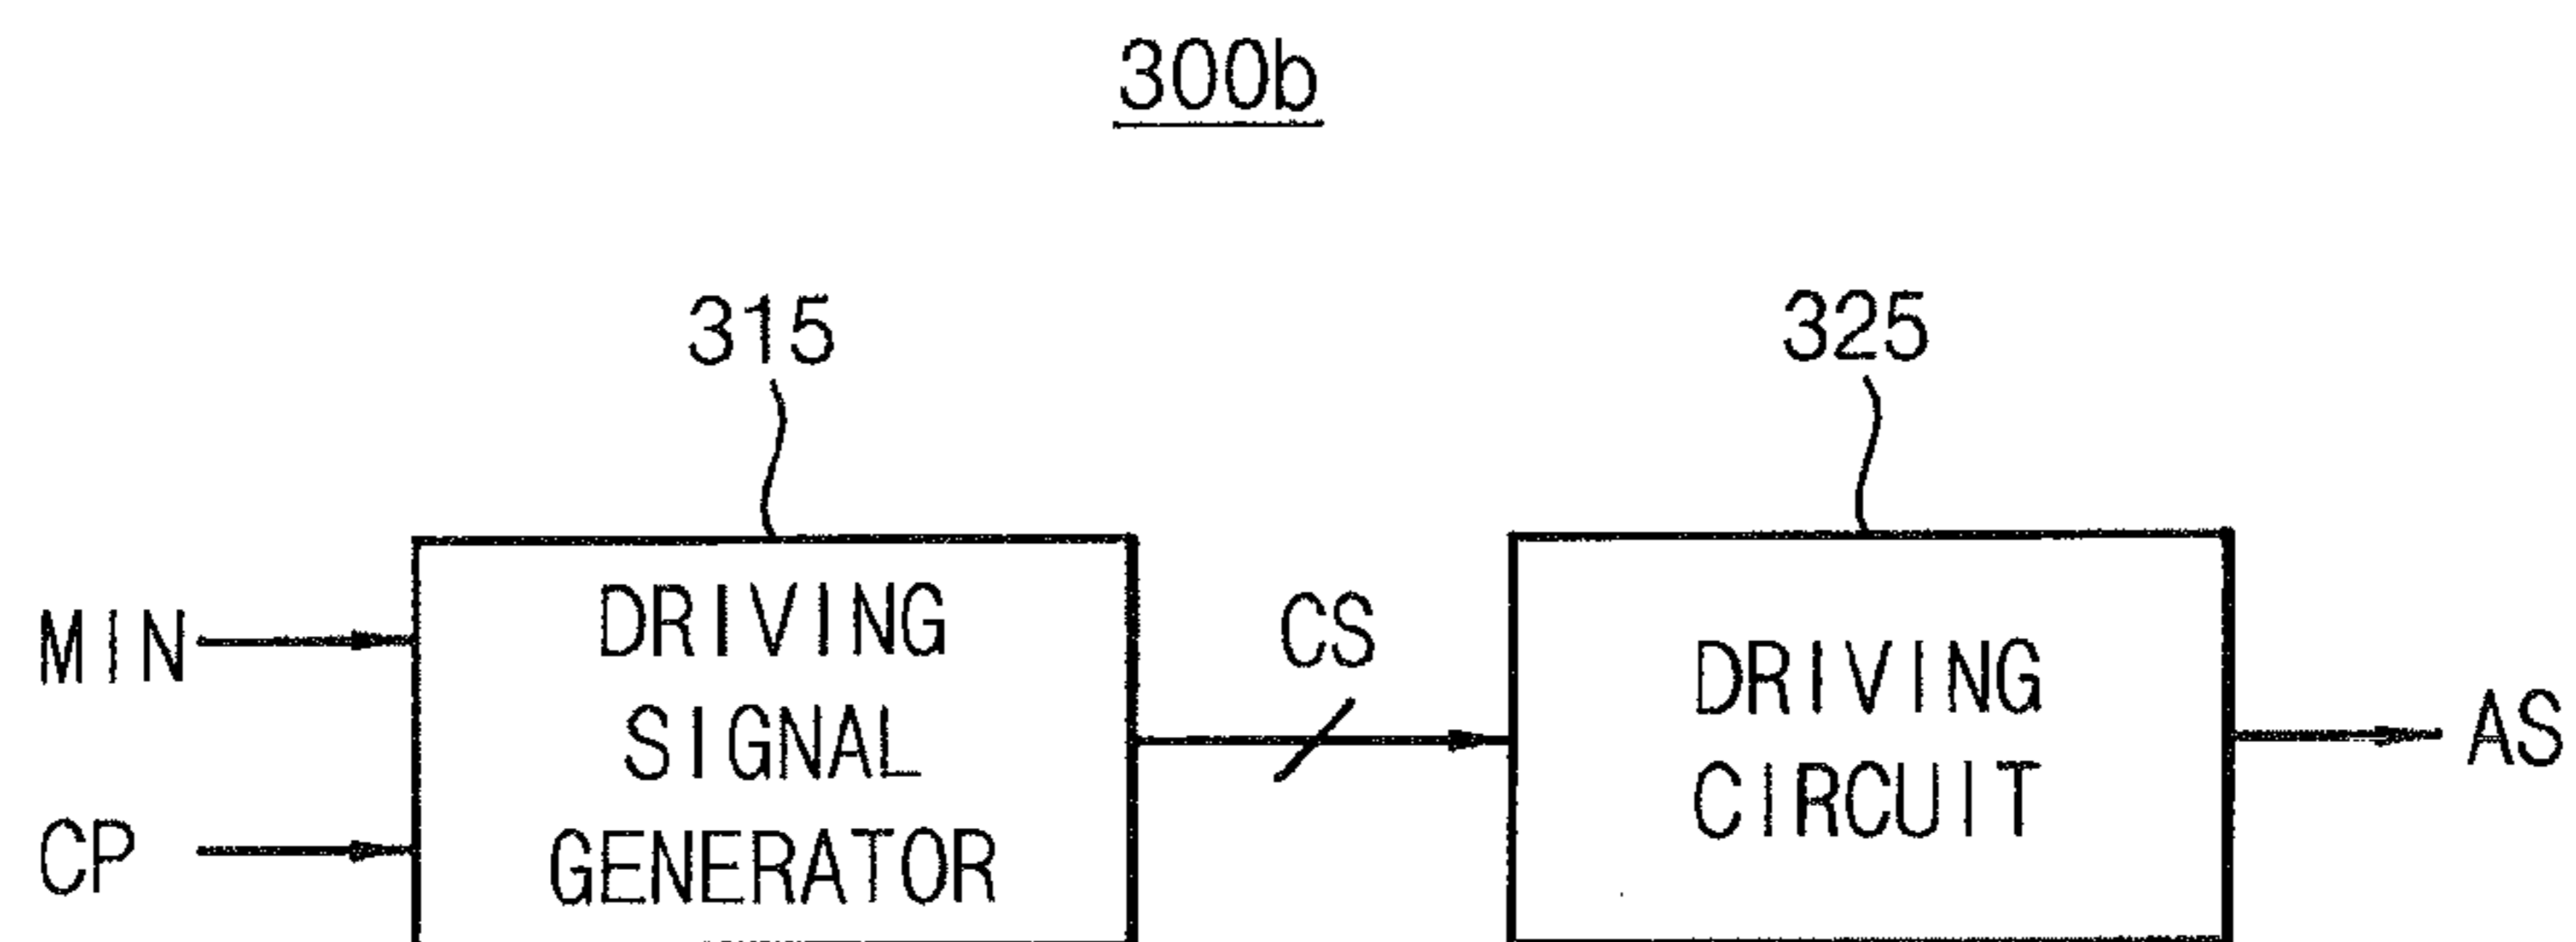 300b
315
325
MIN
CP
DRIVING
SIGNAL
GENERATOR
CS
DRIVING
CIRCUIT
AS